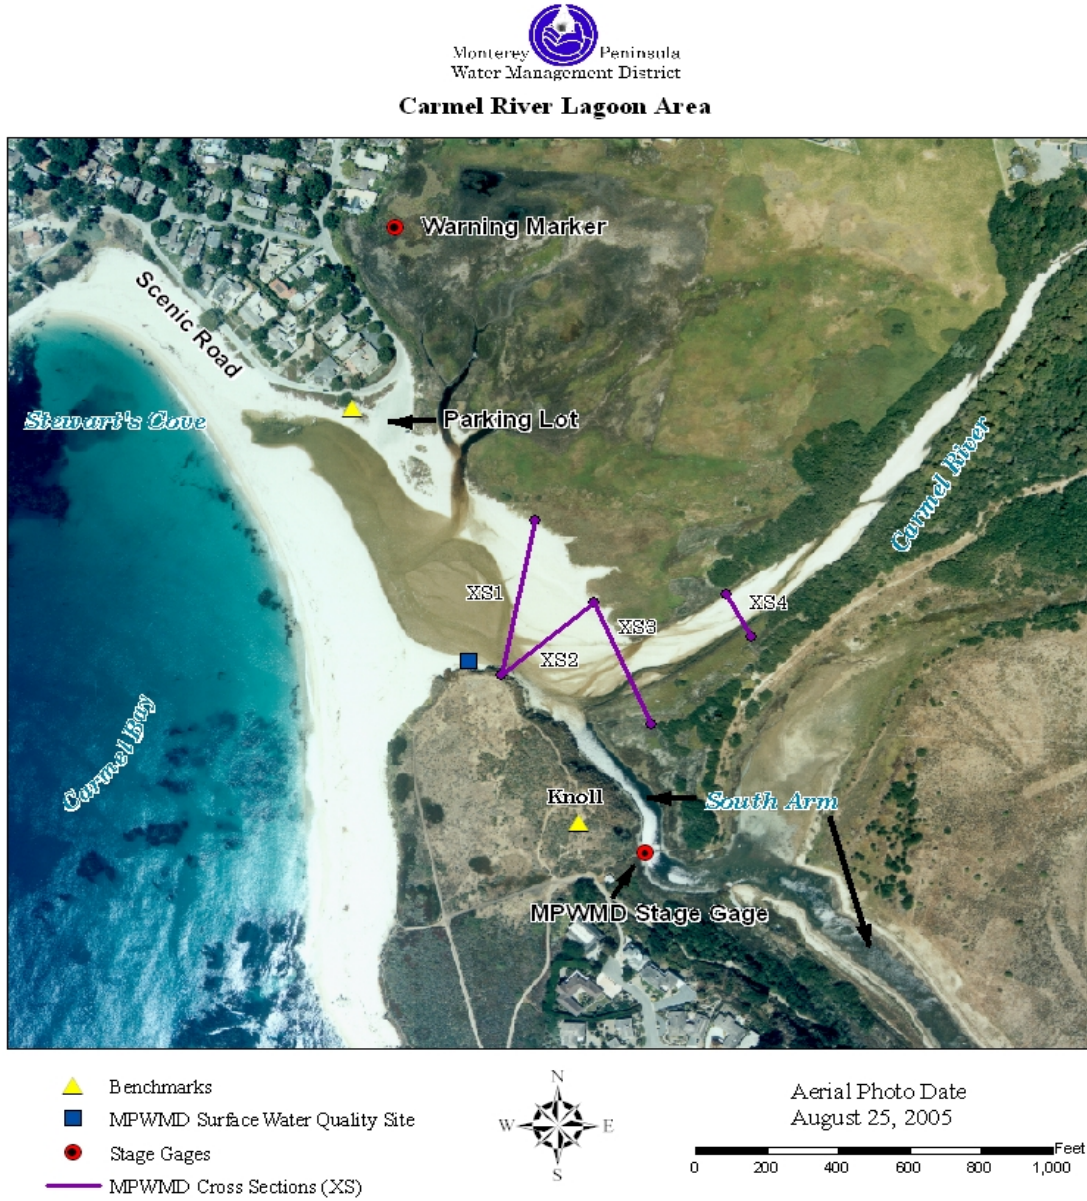 Monterey Peninsula
Water Management District
Carmel River Lagoon Area
Warning Marker
Scenic Road
Stewart's Cove
Parking Lot
Carmel River
XS1
XS4
XS3
XS2
Carmel Bay
Knoll
South Arm
MPWMD Stage Gage
Benchmarks
MPWMD Surface Water Quality Site
Stage Gages
MPWMD Cross Sections (XS)
N
W E
S
Aerial Photo Date
August 25, 2005
Feet
0 200 400 600 800 1,000